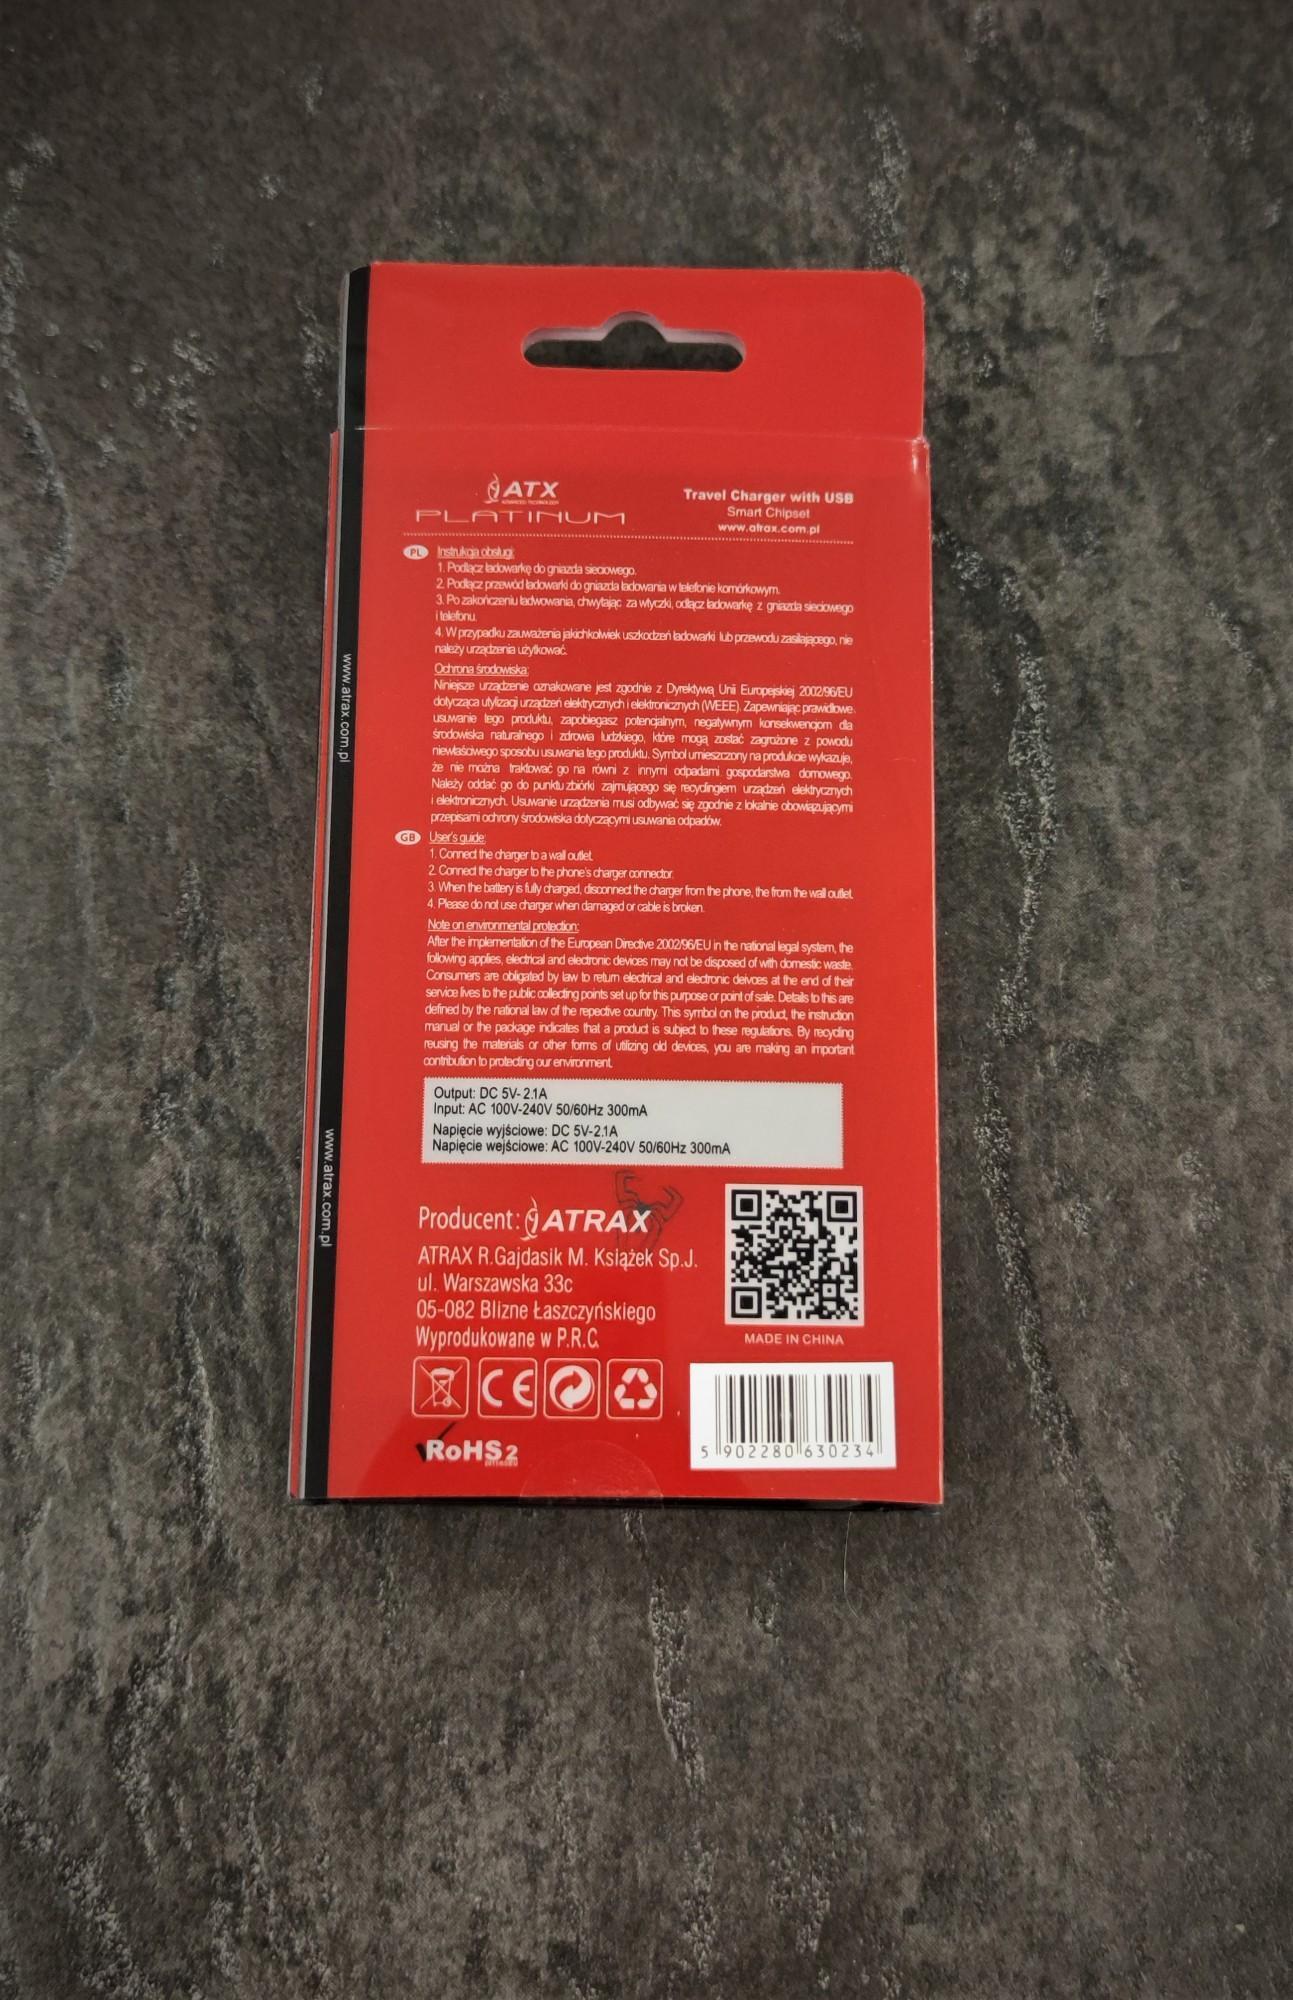 ATX
ADVANCED TECHNOLOGY
PLATINUM
Travel Charger with USB
Smart Chipset
www.atrax.com.pl
PL Instrukcja obsługi:
1. Podłącz ładowarkę do gniazda sieciowego.
2. Podłącz przewód ładowarki do gniazda ładowania w telefonie komórkowym.
3. Po zakończeniu ładwowania, chwytając za wtyczki, odłącz ładowarkę z gniazda sieciowego
i telefonu.
4. W przypadku zauważenia jakichkolwiek uszkodzeń ładowarki lub przewodu zasilającego, nie
należy urządzenia użytkować.
Ochrona środowiska:
Niniejsze urządzenie oznakowane jest zgodnie z Dyrektywą Unii Europejskiej 2002/96/EU
dotycząca utylizacji urządzeń elektrycznych i elektronicznych (WEEE). Zapewniając prawidłowe
usuwanie tego produktu, zapobiegasz potencjalnym, negatywnym konsekwencjom dla
środowiska naturalnego i zdrowia ludzkiego, które mogą zostać zagrożone z powodu
niewłaściwego sposobu usuwania tego produktu. Symbol umieszczony na produkcie wykazuje,
że nie można traktować go na równi z innymi odpadami gospodarstwa domowego.
Należy oddać go do punktu zbiórki zajmującego się recyclingiem urządzeń elektrycznych
i elektronicznych. Usuwanie urządzenia musi odbywać się zgodnie z lokalnie obowiązującymi
przepisami ochrony środowiska dotyczącymi usuwania odpadów.
GB User's guide:
1. Connect the charger to a wall outlet.
2. Connect the charger to the phone's charger connector.
3. When the battery is fully charged, disconnect the charger from the phone, the from the wall outlet.
4. Please do not use charger when damaged or cable is broken.
Note on environmental protection:
After the implementation of the European Directive 2002/96/EU in the national legal system, the
following applies, electrical and electronic devices may not be disposed of with domestic waste.
Consumers are obligated by law to return electrical and electronic deivces at the end of their
service lives to the public collecting points set up for this purpose or point of sale. Details to this are
defined by the national law of the repective country. This symbol on the product, the instruction
manual or the package indicates that a product is subject to these regulations. By recycling
reusing the materials or other forms of utilizing old devices, you are making an important
contribution to protecting our environment.
Output: DC 5V- 2.1A
Input: AC 100V-240V 50/60Hz 300mA
Napięcie wyjściowe: DC 5V-2.1A
Napięcie wejściowe: AC 100V-240V 50/60Hz 300mA
Producent: ATRAX
ATRAX R.Gajdasik M. Książek Sp.J.
ul. Warszawska 33c
05-082 Blizne Łaszczyńskiego
Wyprodukowane w P.R.C.
MADE IN CHINA
CE
RoHS2
5 902280 630234
www.atrax.com.pl
www.atrax.com.pl